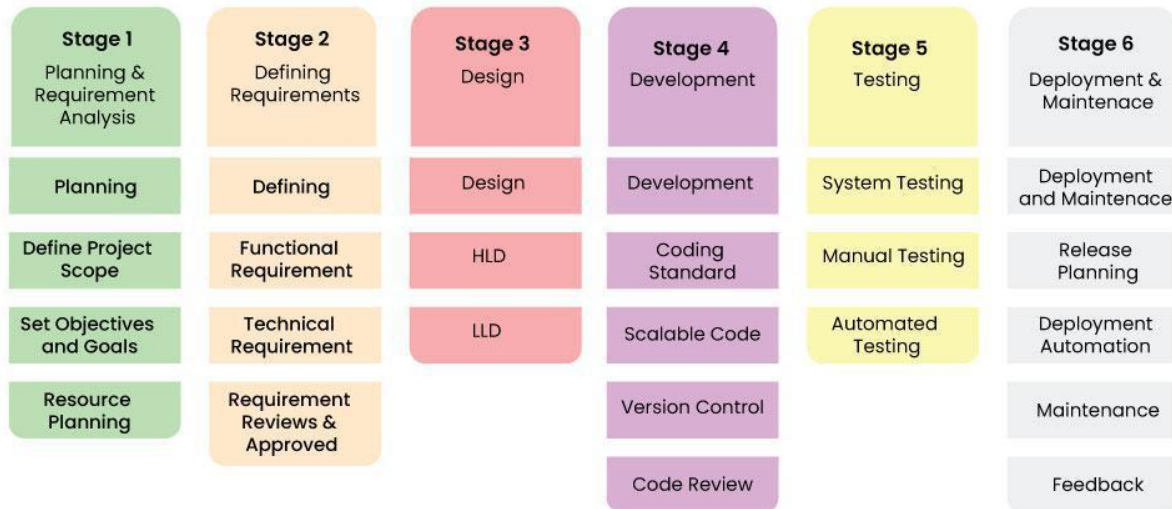 Stage 1
Planning &
Requirement
Analysis
Planning
Define Project
Scope
Set Objectives
and Goals
Resource
Planning
Stage 2
Defining
Requirements
Defining
Functional
Requirement
Technical
Requirement
Requirement
Reviews &
Approved
Stage 3
Design
Design
HLD
LLD
Stage 4
Development
Development
Coding
Standard
Scalable Code
Version Control
Code Review
Stage 5
Testing
System Testing
Manual Testing
Automated
Testing
Stage 6
Deployment &
Maintenace
Deployment
and Maintenace
Release
Planning
Deployment
Automation
Maintenance
Feedback